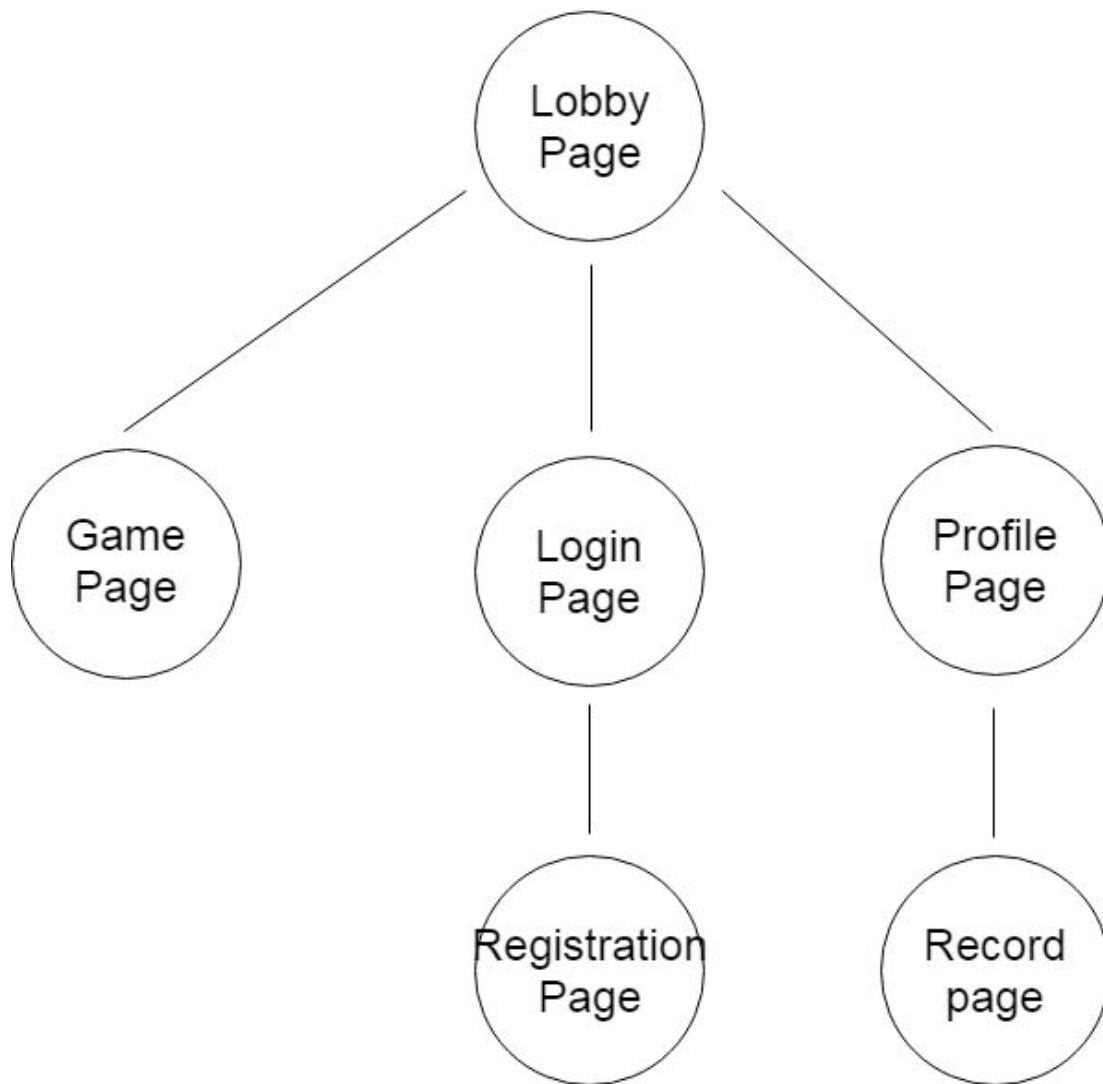 Lobby
Page
Game
Page
Login
Page
Profile
Page
Registration
Page
Record
page